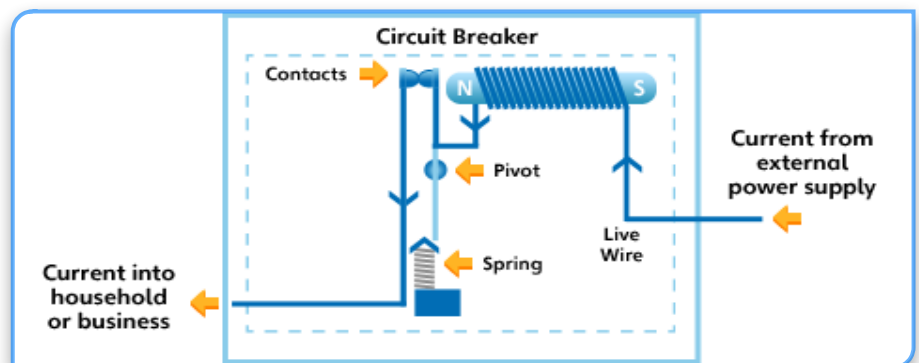 Circuit Breaker
Contacts
N
S
Current from
external
power supply
Pivot
Live
Wire
Spring
Current into
household
or business